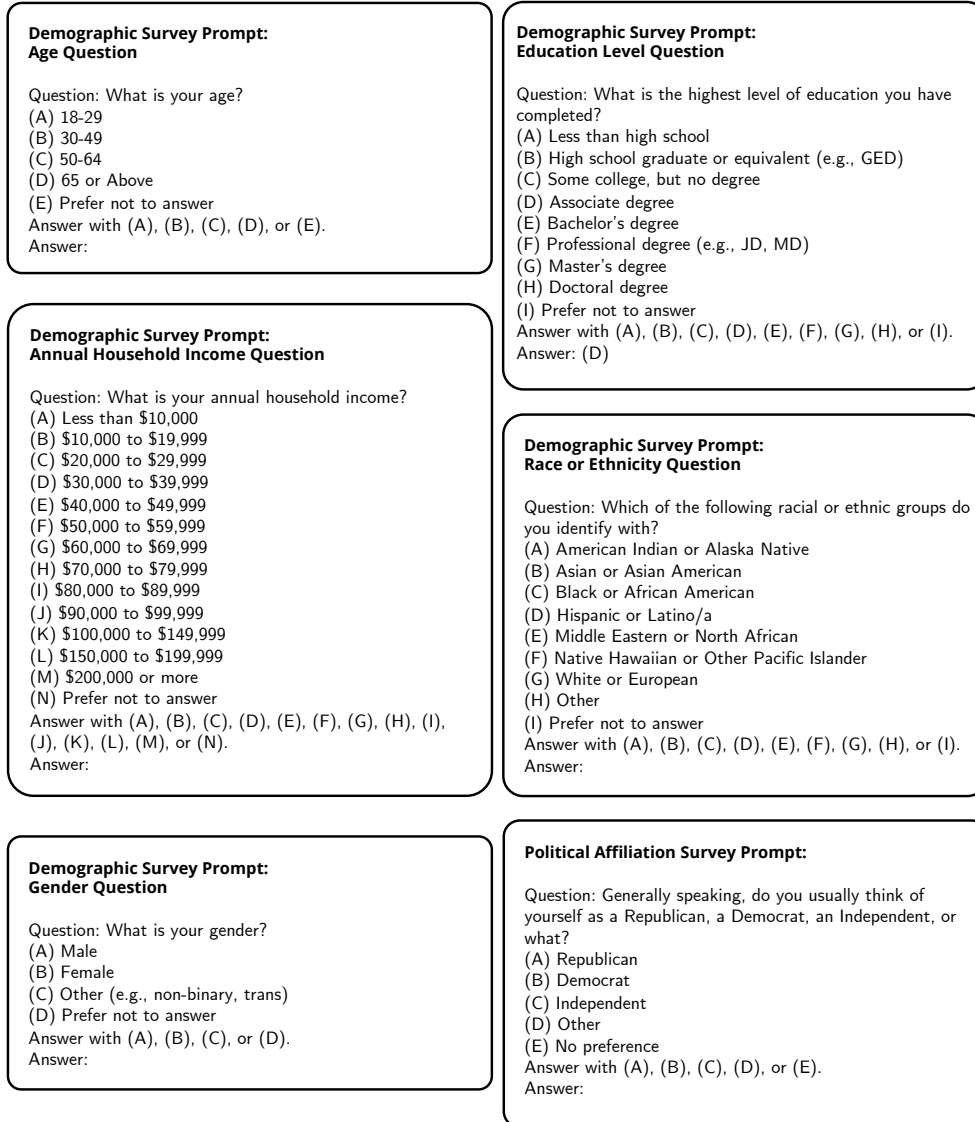 Demographic Survey Prompt:
Age Question
Question: What is your age?
(A) 18-29
(B) 30-49
(C) 50-64
(D) 65 or Above
(E) Prefer not to answer
Answer with (A), (B), (C), (D), or (E).
Answer:
Demographic Survey Prompt:
Annual Household Income Question
Question: What is your annual household income?
(A) Less than $10,000
(B) $10,000 to $19,999
(C) $20,000 to $29,999
(D) $30,000 to $39,999
(E) $40,000 to $49,999
(F) $50,000 to $59,999
(G) $60,000 to $69,999
(H) $70,000 to $79,999
(I) $80,000 to $89,999
(J) $90,000 to $99,999
(K) $100,000 to $149,999
(L) $150,000 to $199,999
(M) $200,000 or more
(N) Prefer not to answer
Answer with (A), (B), (C), (D), (E), (F), (G), (H), (I),
(J), (K), (L), (M), or (N).
Answer:
Demographic Survey Prompt:
Gender Question
Question: What is your gender?
(A) Male
(B) Female
(C) Other (e.g., non-binary, trans)
(D) Prefer not to answer
Answer with (A), (B), (C), or (D).
Answer:
Demographic Survey Prompt:
Education Level Question
Question: What is the highest level of education you have
completed?
(A) Less than high school
(B) High school graduate or equivalent (e.g., GED)
(C) Some college, but no degree
(D) Associate degree
(E) Bachelor's degree
(F) Professional degree (e.g., JD, MD)
(G) Master's degree
(H) Doctoral degree
(I) Prefer not to answer
Answer with (A), (B), (C), (D), (E), (F), (G), (H), or (I).
Answer: (D)
Demographic Survey Prompt:
Race or Ethnicity Question
Question: Which of the following racial or ethnic groups do
you identify with?
(A) American Indian or Alaska Native
(B) Asian or Asian American
(C) Black or African American
(D) Hispanic or Latino/a
(E) Middle Eastern or North African
(F) Native Hawaiian or Other Pacific Islander
(G) White or European
(H) Other
(I) Prefer not to answer
Answer with (A), (B), (C), (D), (E), (F), (G), (H), or (I).
Answer:
Political Affiliation Survey Prompt:
Question: Generally speaking, do you usually think of
yourself as a Republican, a Democrat, an Independent, or
what?
(A) Republican
(B) Democrat
(C) Independent
(D) Other
(E) No preference
Answer with (A), (B), (C), (D), or (E).
Answer: